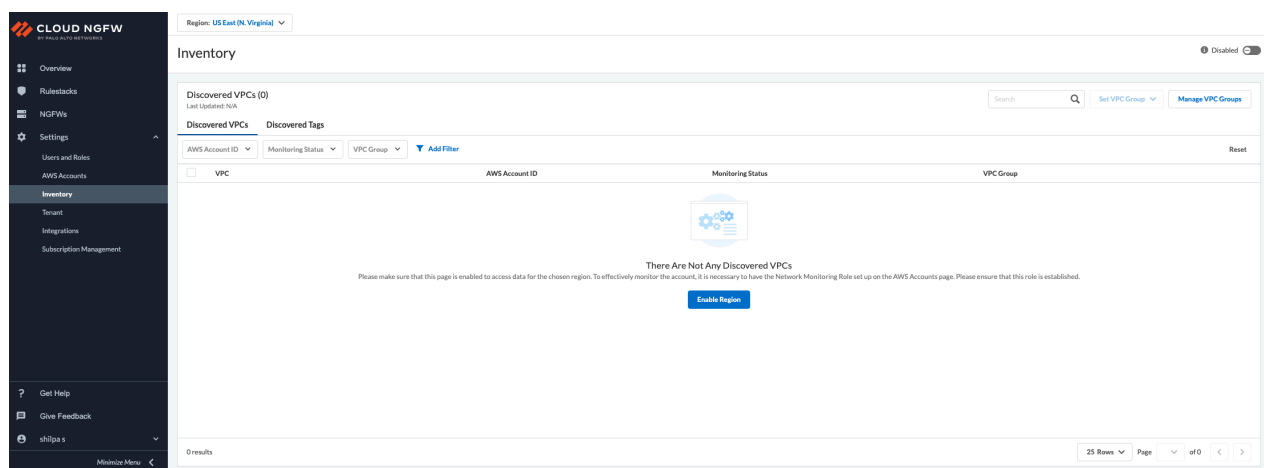 CLOUD NGFW
BY PALO ALTO NETWORKS
Overview
Rulestacks
NGFWs
Settings
Users and Roles
AWS Accounts
Inventory
Tenant
Integrations
Subscription Management
Get Help
Give Feedback
shilpa s
Minimize Menu
Region: US East (N. Virginia)
Inventory
Disabled
Discovered VPCs (0)
Last Updated: N/A
Search
Set VPC Group
Manage VPC Groups
Discovered VPCs Discovered Tags
AWS Account ID Monitoring Status VPC Group Add Filter Reset
VPC AWS Account ID Monitoring Status VPC Group
There Are Not Any Discovered VPCs
Please make sure that this page is enabled to access data for the chosen region. To effectively monitor the account, it is necessary to have the Network Monitoring Role set up on the AWS Accounts page. Please ensure that this role is established.
Enable Region
0 results 25 Rows Page of 0